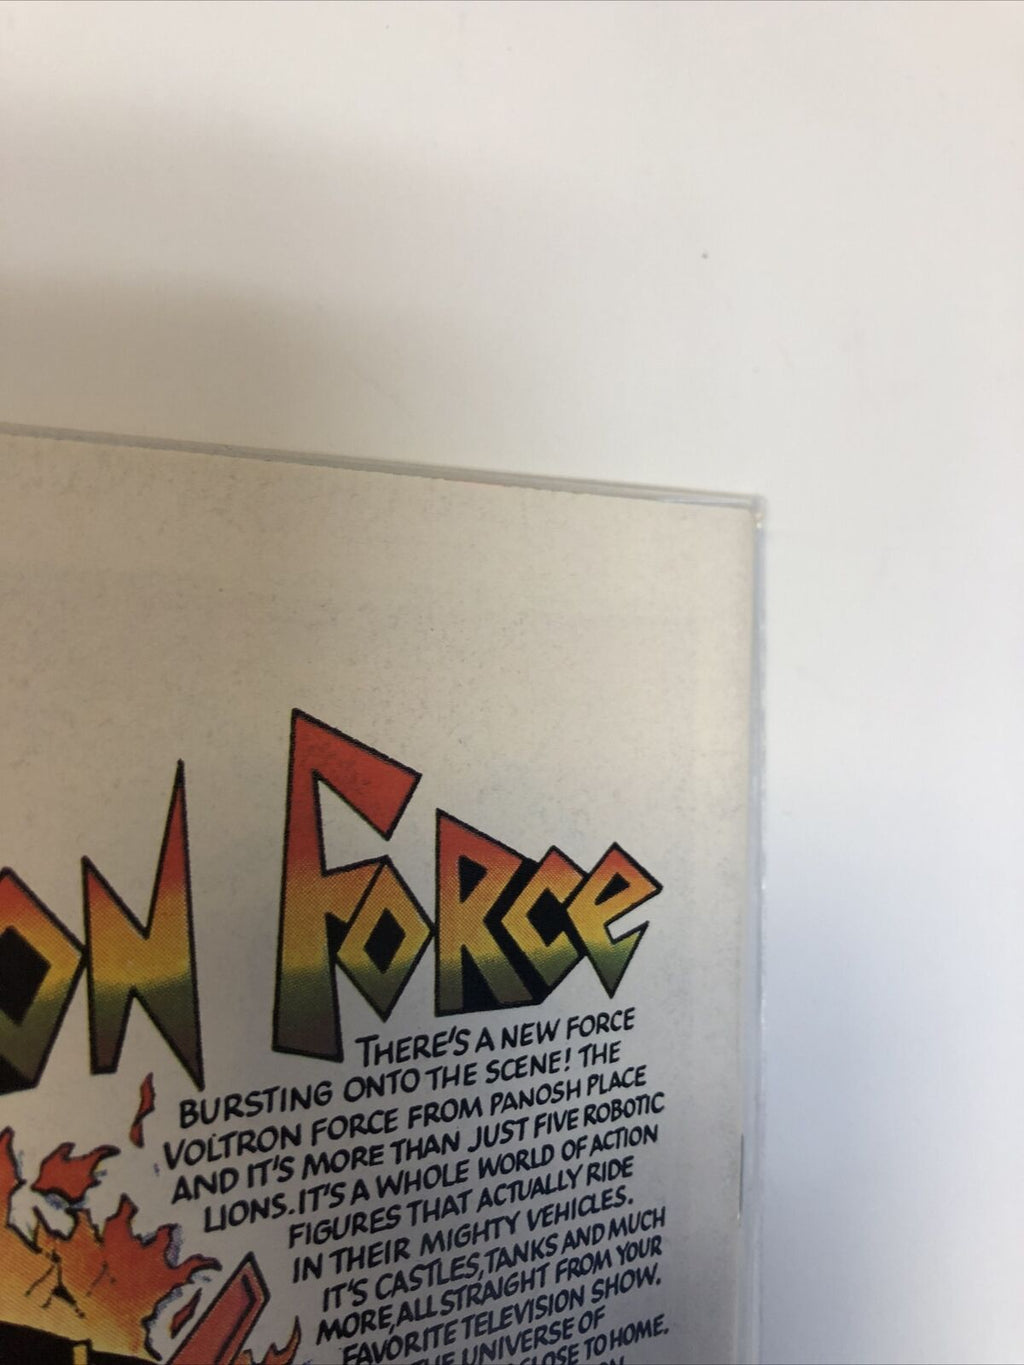 ON FORCE
THERE'S A NEW FORCE
BURSTING ONTO THE SCENE! THE
VOLTRON FORCE FROM PANOSH PLACE
AND IT'S MORE THAN JUST FIVE ROBOTIC
LIONS. IT'S A WHOLE WORLD OF ACTION
FIGURES THAT ACTUALLY RIDE
IN THEIR MIGHTY VEHICLES.
IT'S CASTLES, TANKS AND MUCH
MORE, ALL STRAIGHT FROM YOUR
FAVORITE TELEVISION SHOW.
THE UNIVERSE OF
CLOSE TO HOME.